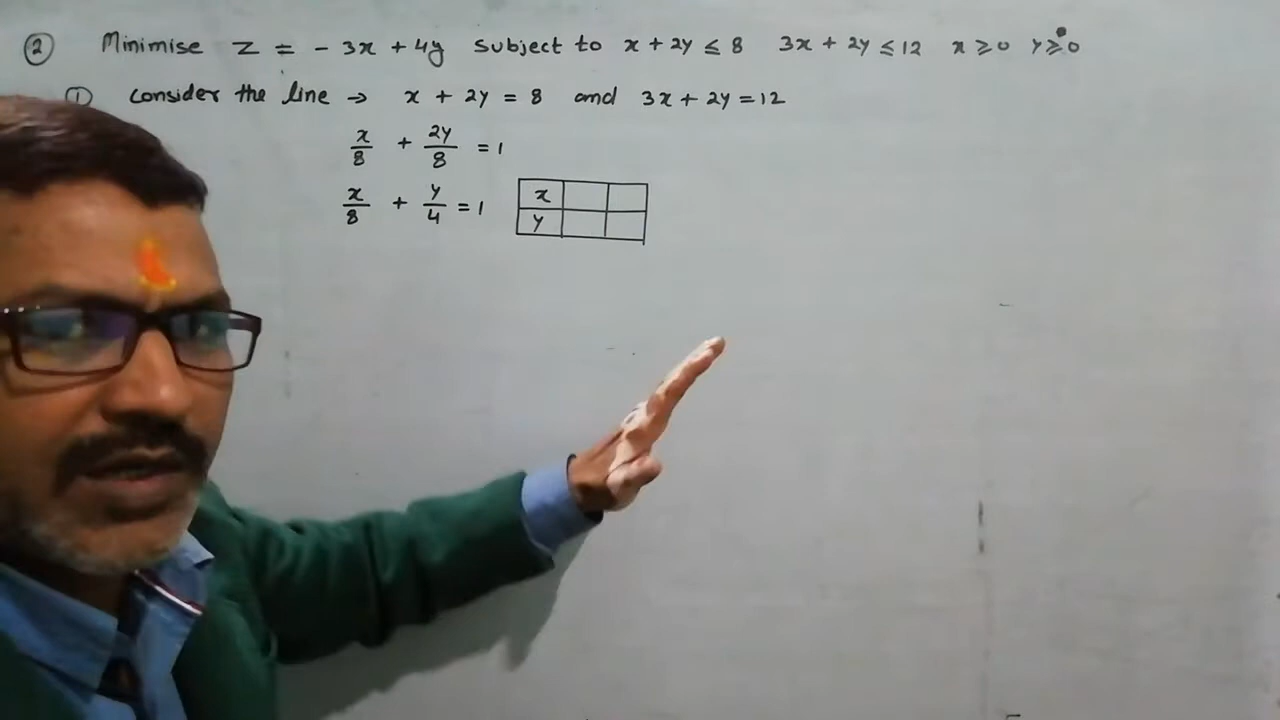 ② Minimise Z = - 3x + 4y subject to x + 2y ≤ 8 3x + 2y ≤ 12 x ≥ 0 y ≥ 0
① consider the line → x + 2y = 8 and 3x + 2y = 12
x/8 + 2y/8 = 1
x/8 + y/4 = 1
x
y